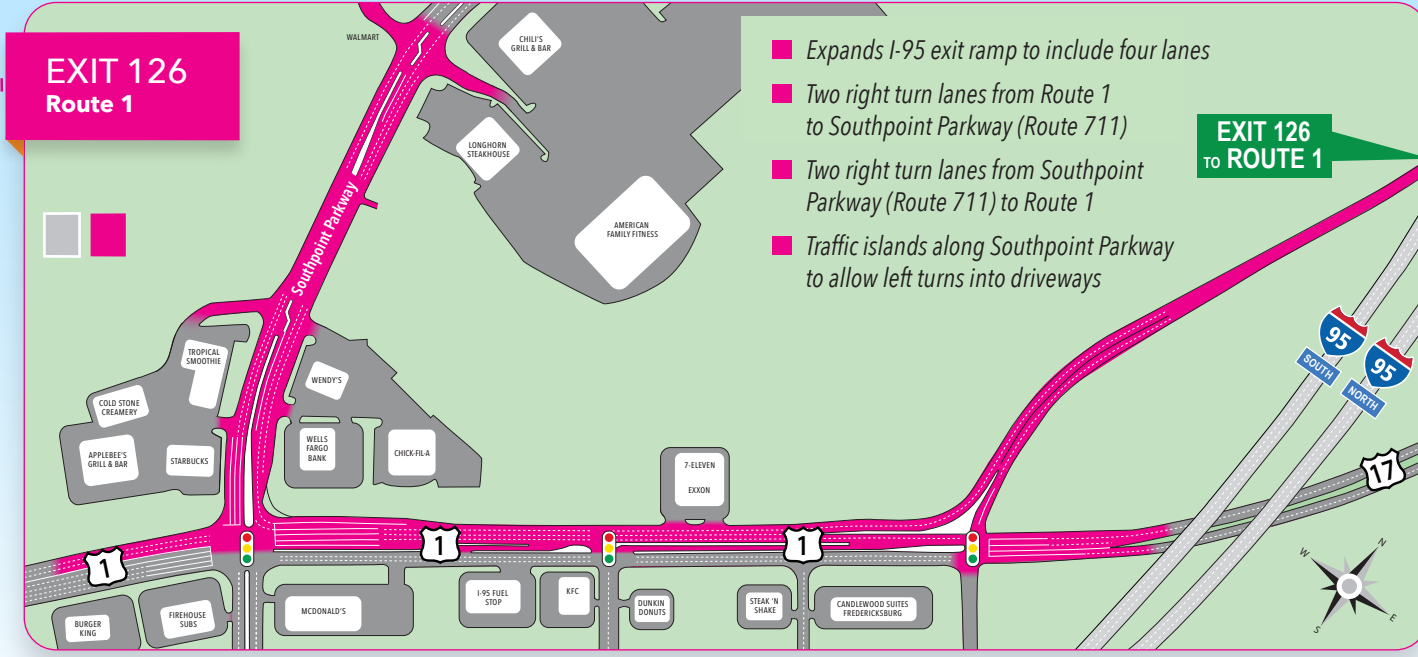 EXIT 126
Route 1
WALMART
CHILI'S
GRILL & BAR
LONGHORN
STEAKHOUSE
AMERICAN
FAMILY FITNESS
Expands I-95 exit ramp to include four lanes
Two right turn lanes from Route 1
to Southpoint Parkway (Route 711)
Two right turn lanes from Southpoint
Parkway (Route 711) to Route 1
Traffic islands along Southpoint Parkway
to allow left turns into driveways
EXIT 126
TO ROUTE 1
Southpoint Parkway
95
SOUTH
95
NORTH
17
TROPICAL
SMOOTHIE
COLD STONE
CREAMERY
APPLEBEE'S
GRILL & BAR
STARBUCKS
WENDY'S
WELLS
FARGO
BANK
CHICK-FIL-A
7-ELEVEN
EXXON
1
1
1
BURGER
KING
FIREHOUSE
SUBS
MCDONALD'S
I-95 FUEL
STOP
KFC
DUNKIN
DONUTS
STEAK 'N
SHAKE
CANDLEWOOD SUITES
FREDERICKSBURG
W
N
S
E